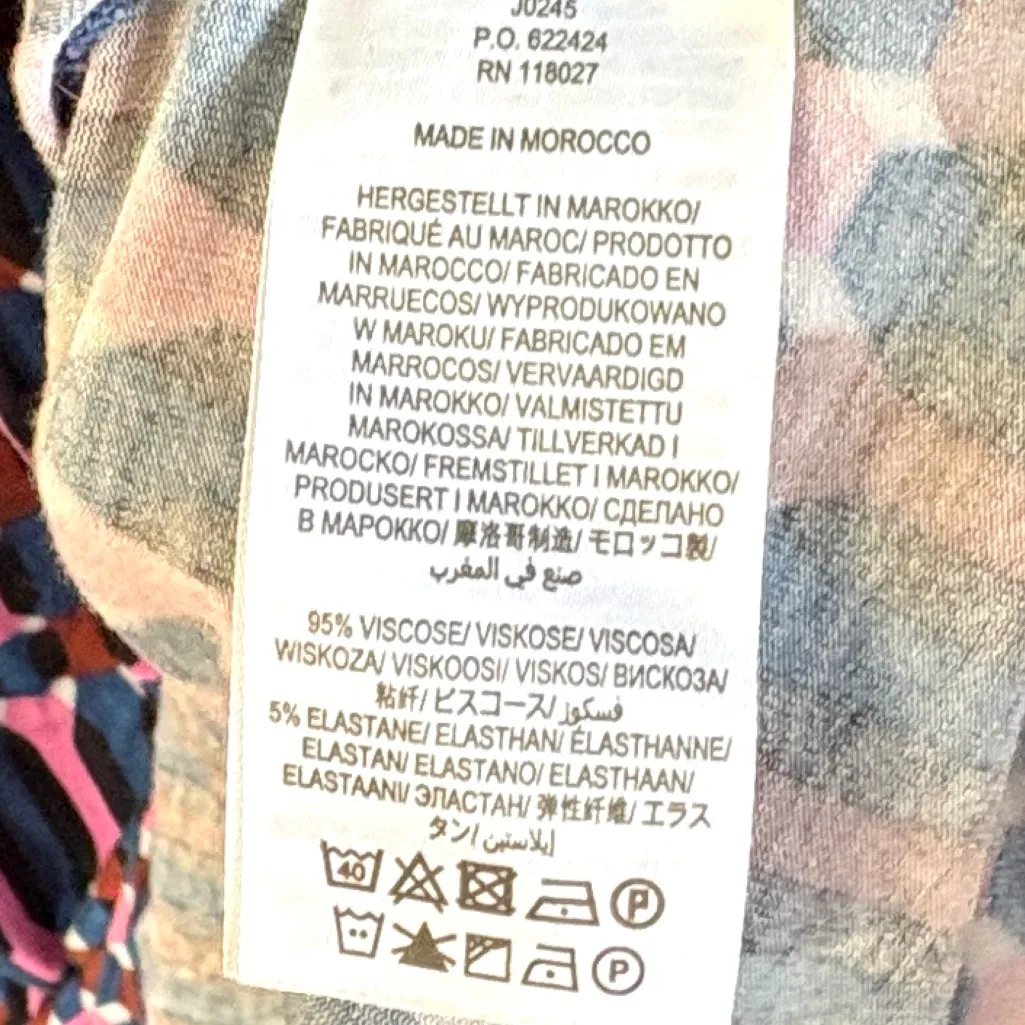 J0245
P.O. 622424
RN 118027
MADE IN MOROCCO
HERGESTELLT IN MAROKKO/
FABRIQUÉ AU MAROC/ PRODOTTO
IN MAROCCO/ FABRICADO EN
MARRUECOS/ WYPRODUKOWANO
W MAROKU/ FABRICADO EM
MARROCOS/ VERVAARDIGD
IN MAROKKO/ VALMISTETTU
MAROKOSSA/ TILLVERKAD I
MAROCKO/ FREMSTILLET I MAROKKO/
PRODUSERT I MAROKKO/ СДЕЛАНО
В МАРОККО/ 摩洛哥制造/ モロッコ製/
صنع في المغرب
95% VISCOSE/ VISKOSE/ VISCOSA/
WISKOZA/ VISKOOSI/ VISKOS/ ВИСКОЗА/
粘纤/ ビスコース/ فسكوز
5% ELASTANE/ ELASTHAN/ ÉLASTHANNE/
ELASTAN/ ELASTANO/ ELASTHAAN/
ELASTAANI/ ЭЛАСТАН/ 弹性纤维/ エラス
タン/ إيلاستين
40 P
P